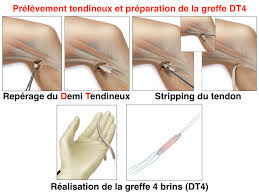 Prélèvement tendineux et préparation de la greffe DT4
Repérage du Demi Tendineux
Stripping du tendon
Réalisation de la greffe 4 brins (DT4)